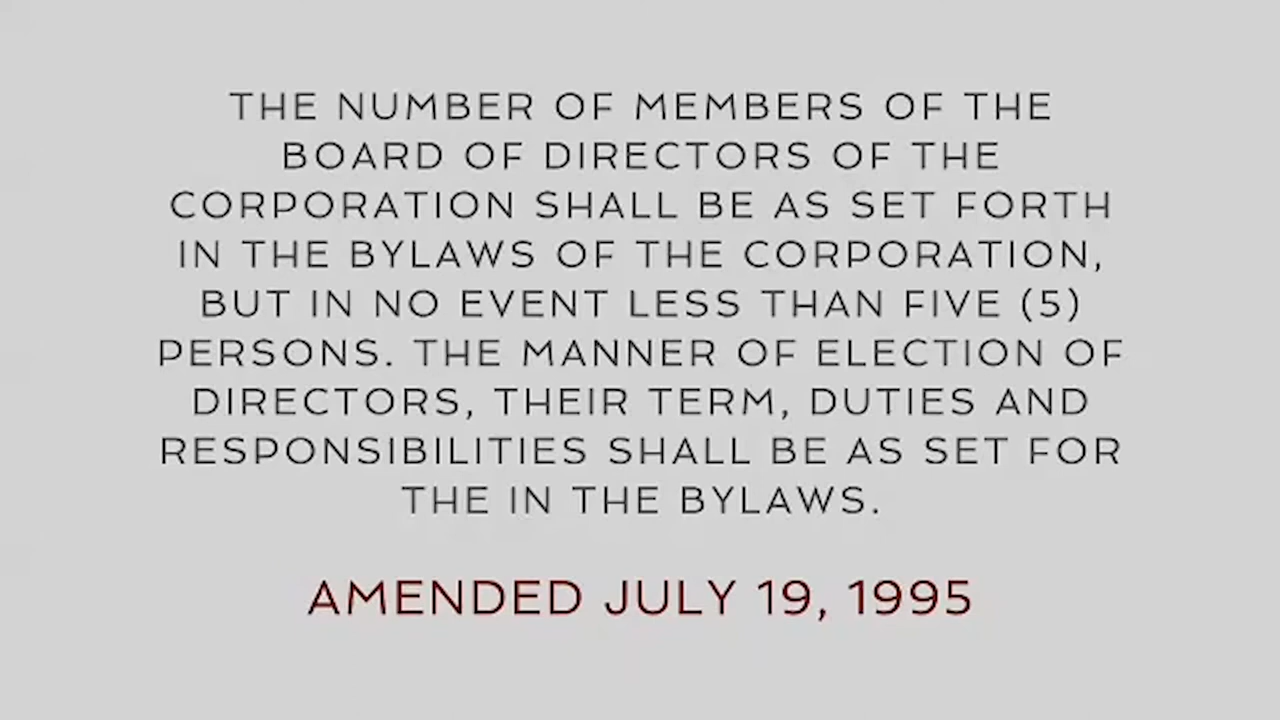 THE NUMBER OF MEMBERS OF THE
BOARD OF DIRECTORS OF THE
CORPORATION SHALL BE AS SET FORTH
IN THE BYLAWS OF THE CORPORATION,
BUT IN NO EVENT LESS THAN FIVE (5)
PERSONS. THE MANNER OF ELECTION OF
DIRECTORS, THEIR TERM, DUTIES AND
RESPONSIBILITIES SHALL BE AS SET FOR
THE IN THE BYLAWS.
AMENDED JULY 19, 1995